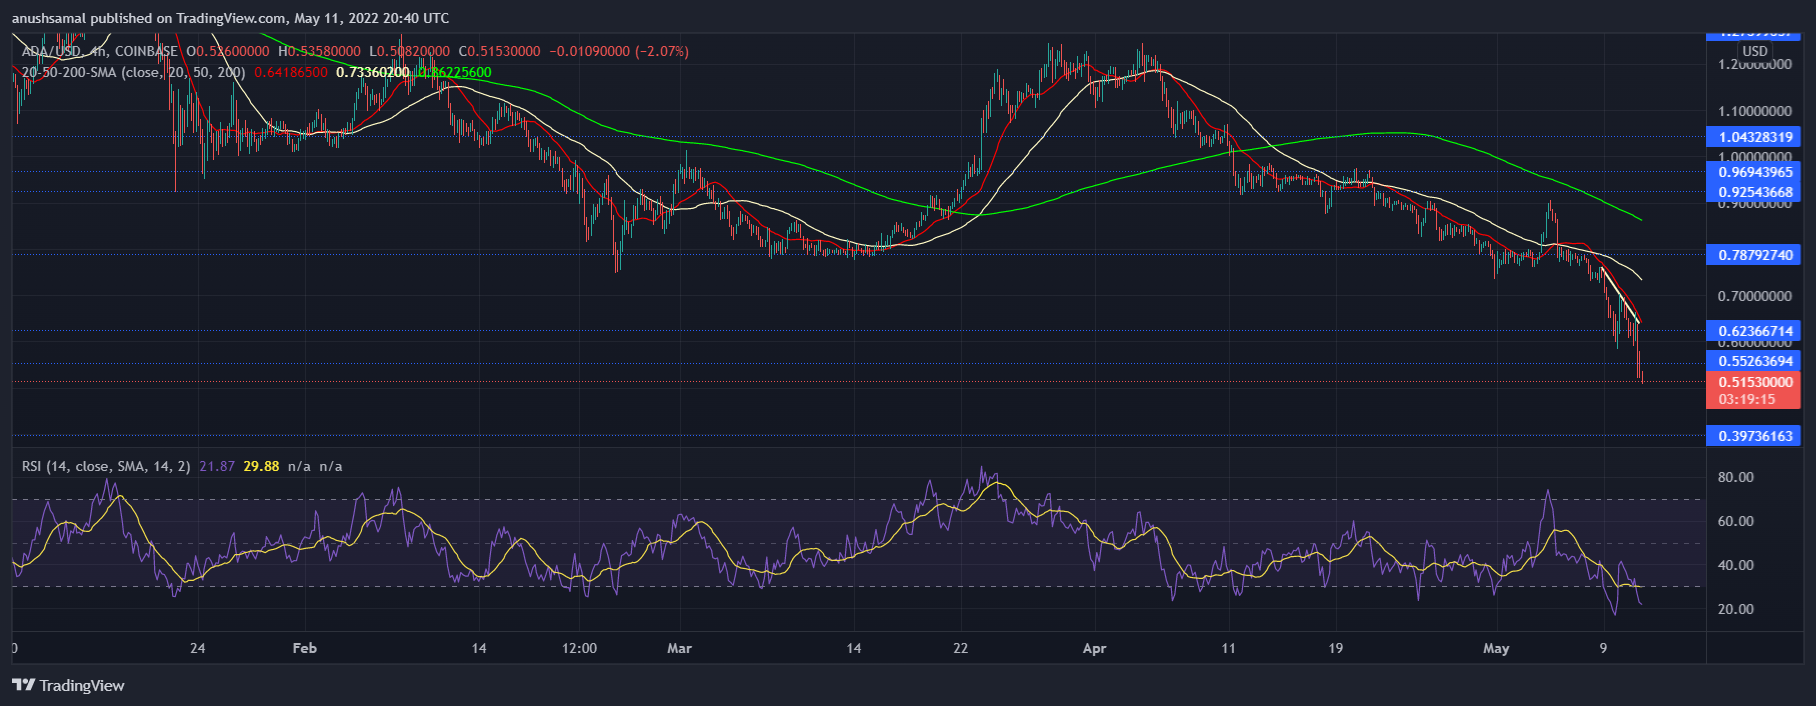 anushsamal published on TradingView.com, May 11, 2022 20:40 UTC
ADA/USD, 4h, COINBASE O0.52600000 H0.53580000 L0.50820000 C0.51530000 −0.01090000 (−2.07%)
20-50-200-SMA (close, 20, 50, 200) 0.64186500 0.73360200 0.86225600
USD
1.20000000
1.10000000
1.04328319
1.00000000
0.96943965
0.92543668
0.90000000
0.78792740
0.70000000
0.62366714
0.60000000
0.55263694
0.51530000
03:19:15
0.39736163
RSI (14, close, SMA, 14, 2) 21.87 29.88 n/a n/a
80.00
60.00
40.00
20.00
24 Feb 14 12:00 Mar 14 22 Apr 11 19 May 9
TradingView